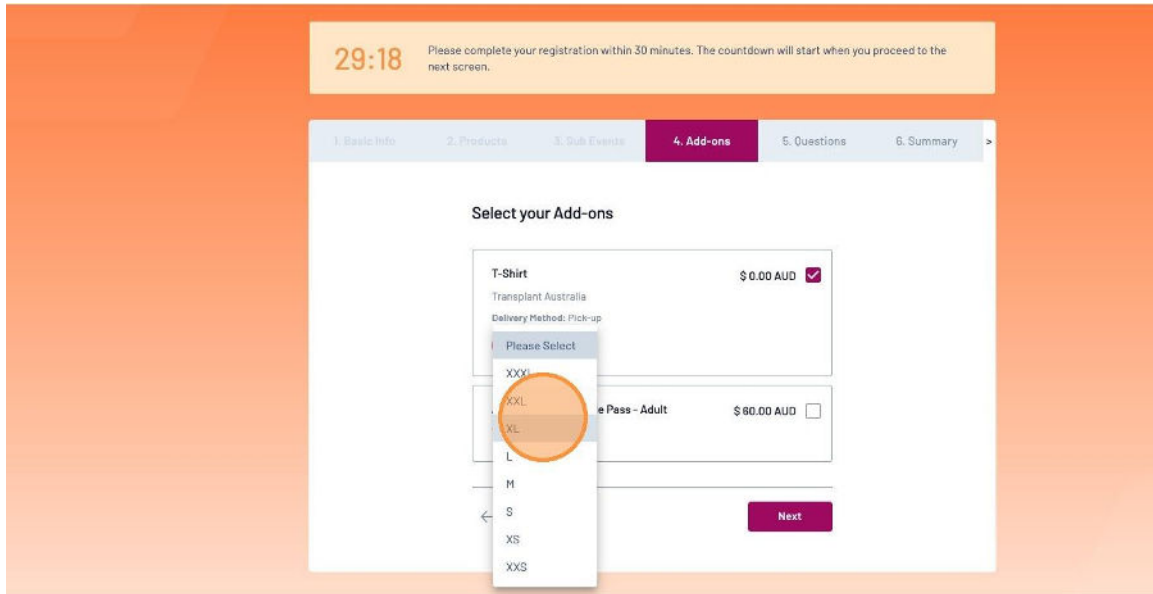 29:18
Please complete your registration within 30 minutes. The countdown will start when you proceed to the
next screen.
1. Basic Info 2. Products 3. Sub Events 4. Add-ons 5. Questions 6. Summary >
Select your Add-ons
T-Shirt $ 0.00 AUD
Transplant Australia
Delivery Method: Pick-up
Please Select
XXXL
XXL
e Pass - Adult $ 60.00 AUD
XL
L
M
S
Next
XS
XXS